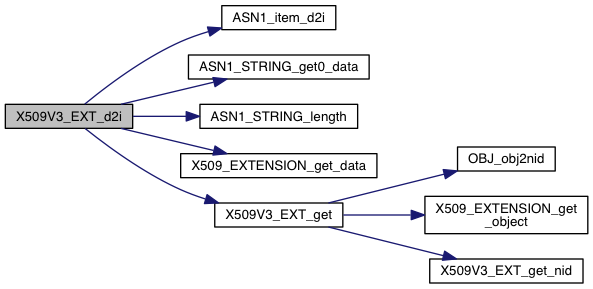 ASN1_item_d2i
ASN1_STRING_get0_data
X509V3_EXT_d2i
ASN1_STRING_length
X509_EXTENSION_get_data
X509V3_EXT_get
OBJ_obj2nid
X509_EXTENSION_get
_object
X509V3_EXT_get_nid